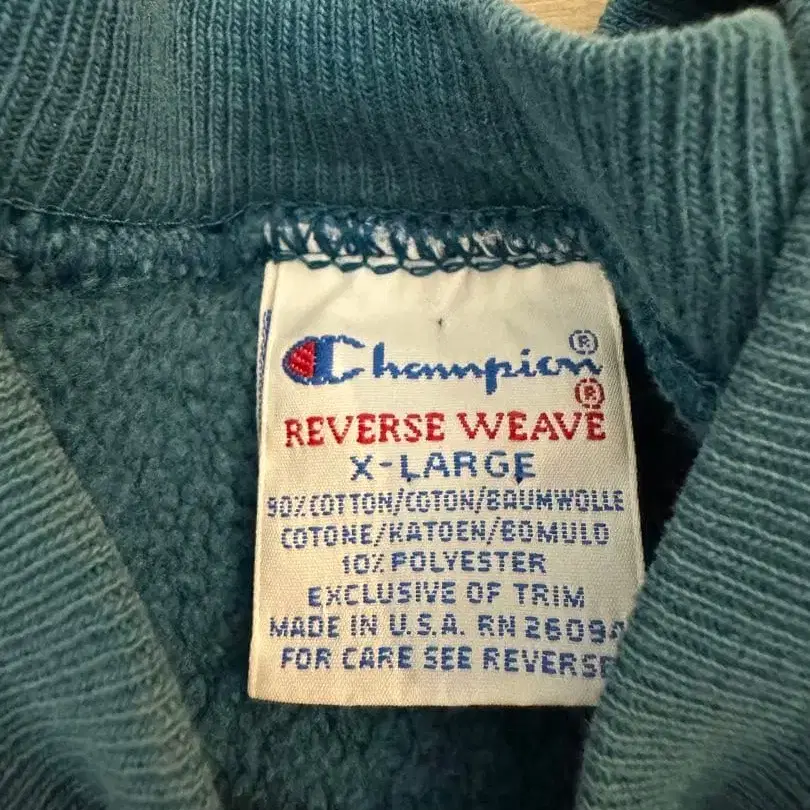 Champion®
®
REVERSE WEAVE
X-LARGE
90% COTTON/COTON/BAUMWOLLE
COTONE/KATOEN/BOMULD
10% POLYESTER
EXCLUSIVE OF TRIM
MADE IN U.S.A. RN 26094
FOR CARE SEE REVERSE